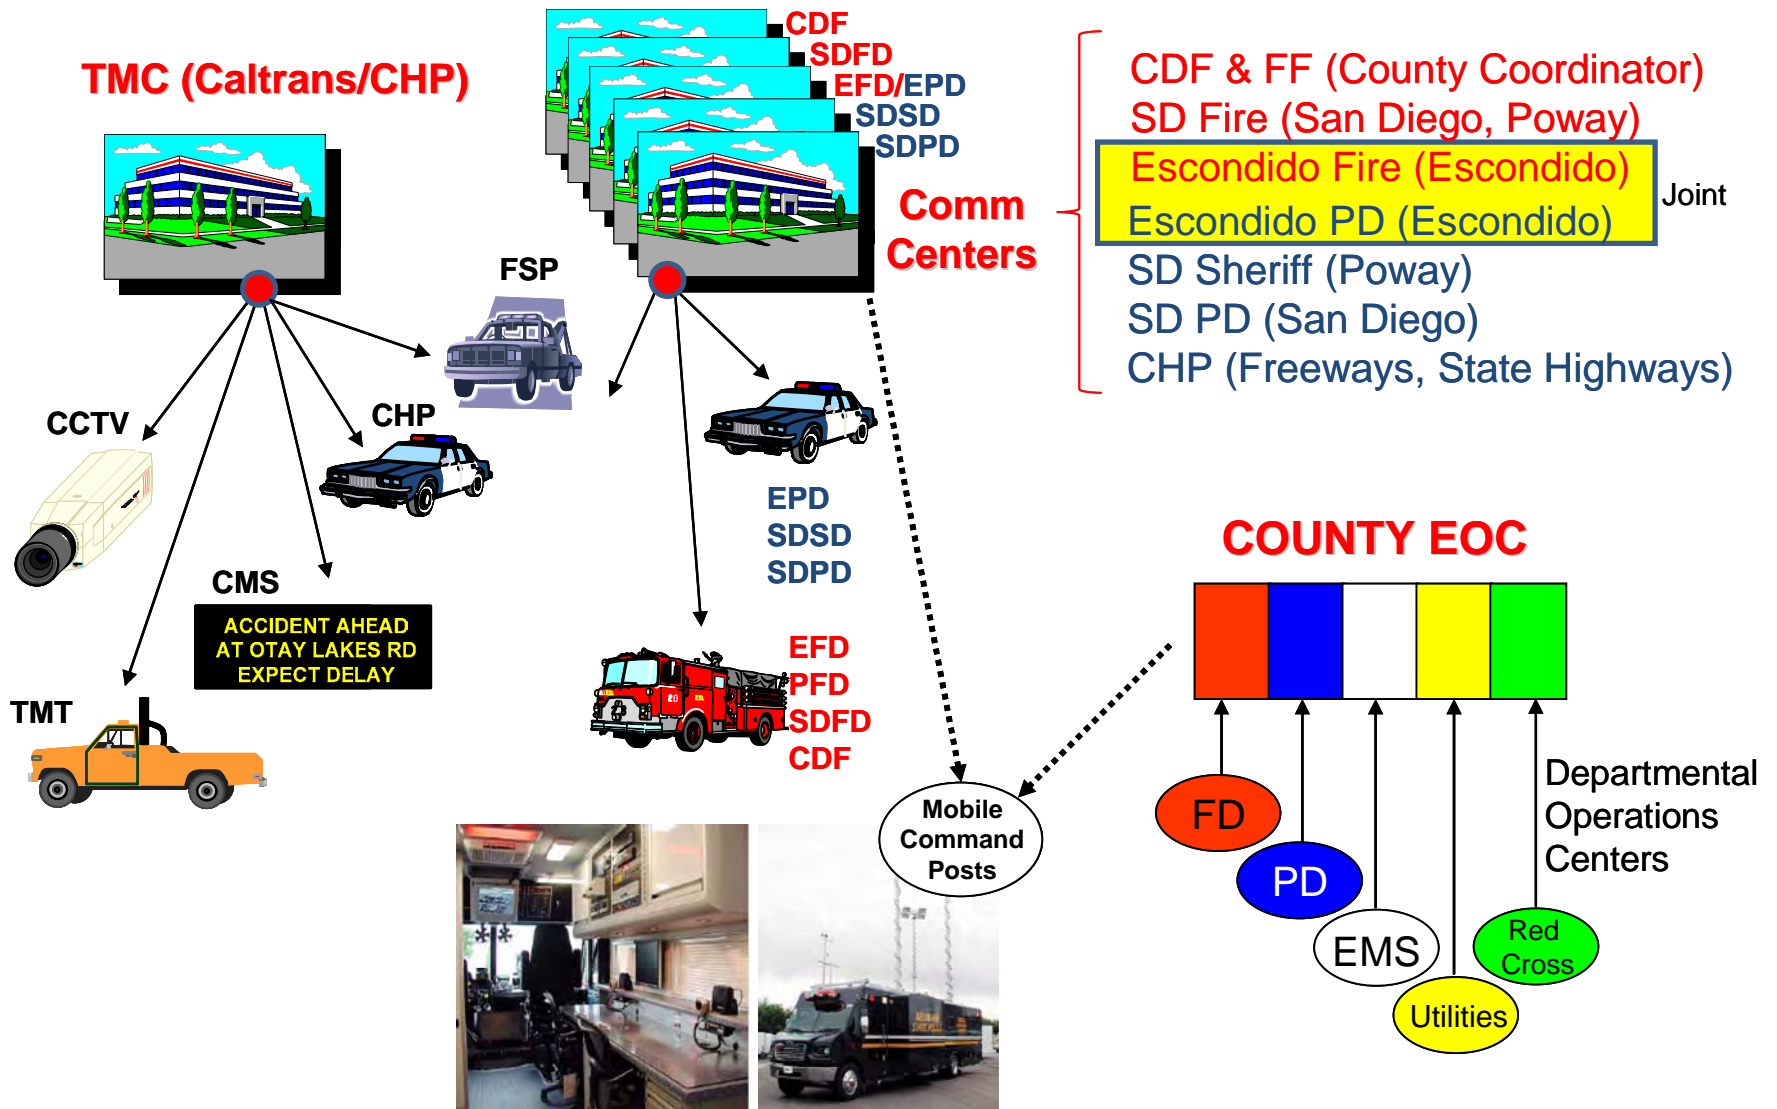 TMC (Caltrans/CHP)
CDF
SDFD
EFD/EPD
SDSD
SDPD
Comm
Centers
CDF & FF (County Coordinator)
SD Fire (San Diego, Poway)
Escondido Fire (Escondido)
Escondido PD (Escondido)
Joint
SD Sheriff (Poway)
SD PD (San Diego)
CHP (Freeways, State Highways)
FSP
CCTV
CHP
CMS
ACCIDENT AHEAD
AT OTAY LAKES RD
EXPECT DELAY
TMT
EPD
SDSD
SDPD
EFD
PFD
SDFD
CDF
Mobile
Command
Posts
COUNTY EOC
FD
PD
EMS
Utilities
Red
Cross
Departmental
Operations
Centers